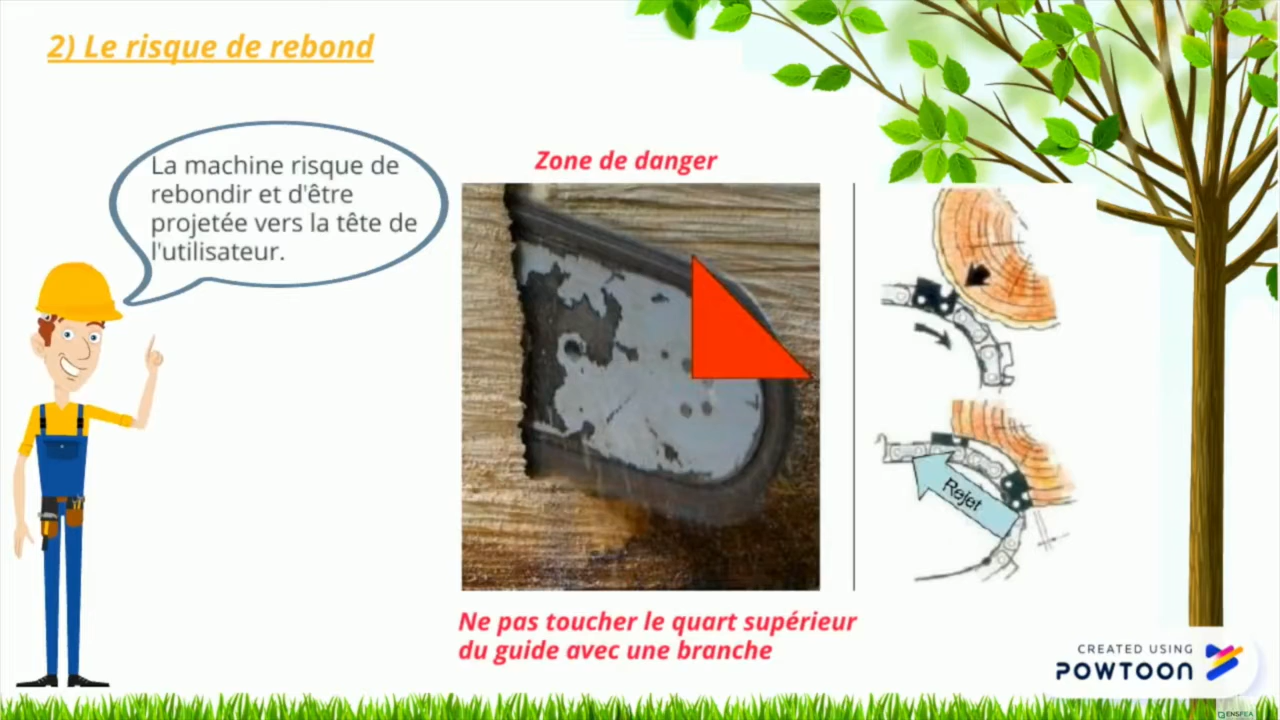 2) Le risque de rebond
La machine risque de
rebondir et d'être
projetée vers la tête de
l'utilisateur.
Zone de danger
Rejet
Ne pas toucher le quart supérieur
du guide avec une branche
CREATED USING
POWTOON
ENSFEA